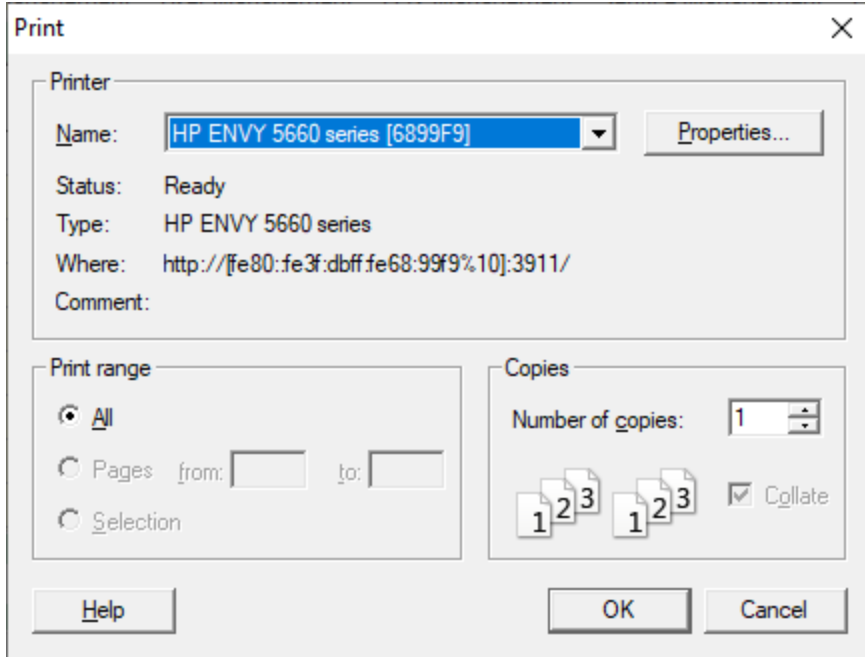 Print
Printer
Name: HP ENVY 5660 series [6899F9] Properties...
Status: Ready
Type: HP ENVY 5660 series
Where: http://[fe80::fe3f:dbff:fe68:99f9%10]:3911/
Comment:
Print range
All
Pages from: to:
Selection
Copies
Number of copies: 1
1 2 3 1 2 3 Collate
Help OK Cancel